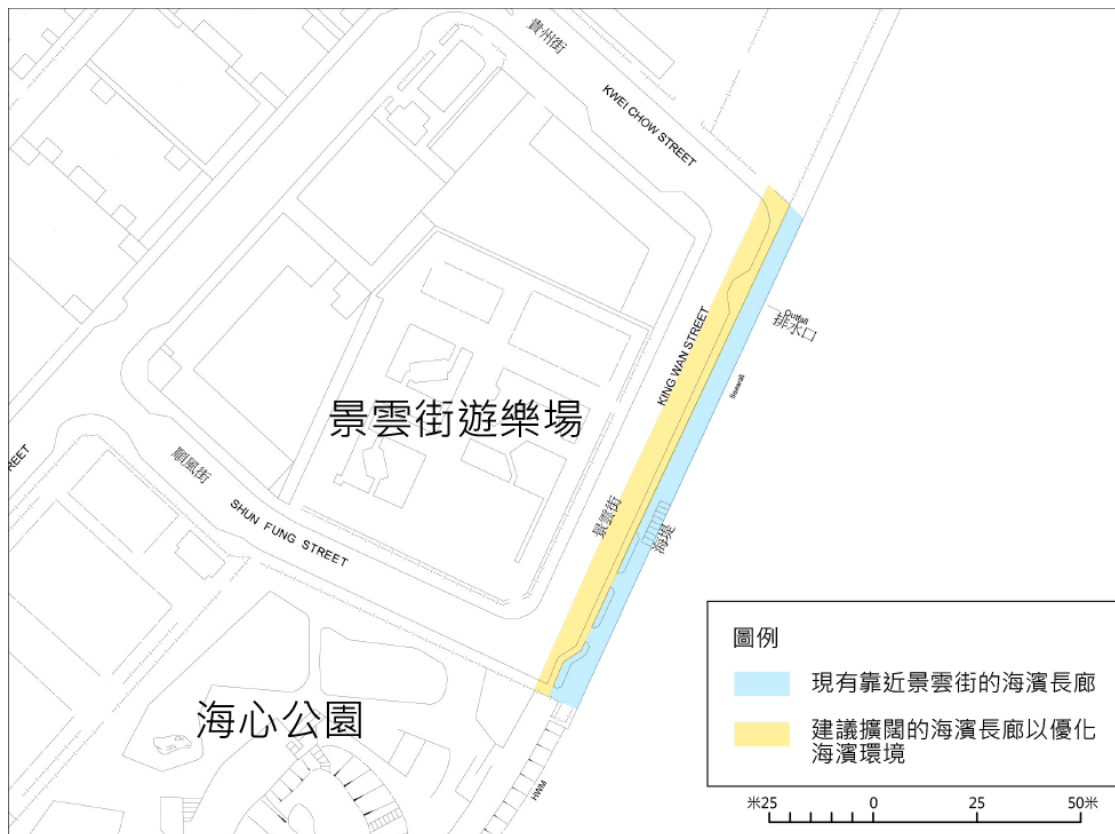 貴州街
KWEI CHOW STREET
KING WAN STREET
Outfall
排水口
Seawall
景雲街遊樂場
REET
順風街
SHUN FUNG STREET
景雲街
海堤
海心公園
HWM
圖例
現有靠近景雲街的海濱長廊
建議擴闊的海濱長廊以優化
海濱環境
米25 0 25 50米